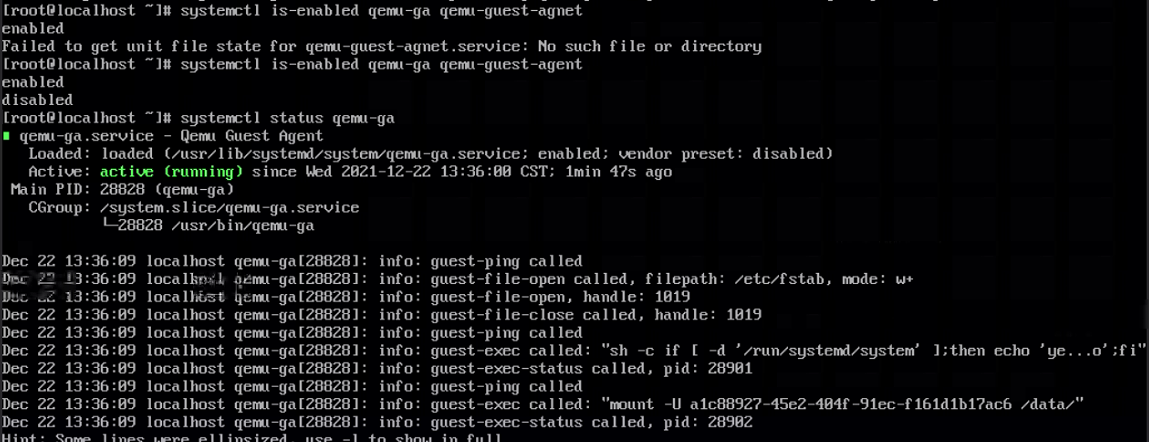 [root@localhost ~]# systemctl is-enabled qemu-ga qemu-guest-agnet
enabled
Failed to get unit file state for qemu-guest-agnet.service: No such file or directory
[root@localhost ~]# systemctl is-enabled qemu-ga qemu-guest-agent
enabled
disabled
[root@localhost ~]# systemctl status qemu-ga
qemu-ga.service - Qemu Guest Agent
Loaded: loaded (/usr/lib/systemd/system/qemu-ga.service; enabled; vendor preset: disabled)
Active: active (running) since Wed 2021-12-22 13:36:00 CST; 1min 47s ago
Main PID: 28828 (qemu-ga)
CGroup: /system.slice/qemu-ga.service
└─28828 /usr/bin/qemu-ga
Dec 22 13:36:09 localhost qemu-ga[28828]: info: guest-ping called
Dec 22 13:36:09 localhost qemu-ga[28828]: info: guest-file-open called, filepath: /etc/fstab, mode: w+
Dec 22 13:36:09 localhost qemu-ga[28828]: info: guest-file-open, handle: 1019
Dec 22 13:36:09 localhost qemu-ga[28828]: info: guest-file-close called, handle: 1019
Dec 22 13:36:09 localhost qemu-ga[28828]: info: guest-ping called
Dec 22 13:36:09 localhost qemu-ga[28828]: info: guest-exec called: "sh -c if [ -d '/run/systemd/system' ];then echo 'ye...o';fi"
Dec 22 13:36:09 localhost qemu-ga[28828]: info: guest-exec-status called, pid: 28901
Dec 22 13:36:09 localhost qemu-ga[28828]: info: guest-ping called
Dec 22 13:36:09 localhost qemu-ga[28828]: info: guest-exec called: "mount -U a1c88927-45e2-404f-91ec-f161d1b17ac6 /data/"
Dec 22 13:36:09 localhost qemu-ga[28828]: info: guest-exec-status called, pid: 28902
Hint: Some lines were ellipsized, use -l to show in full.